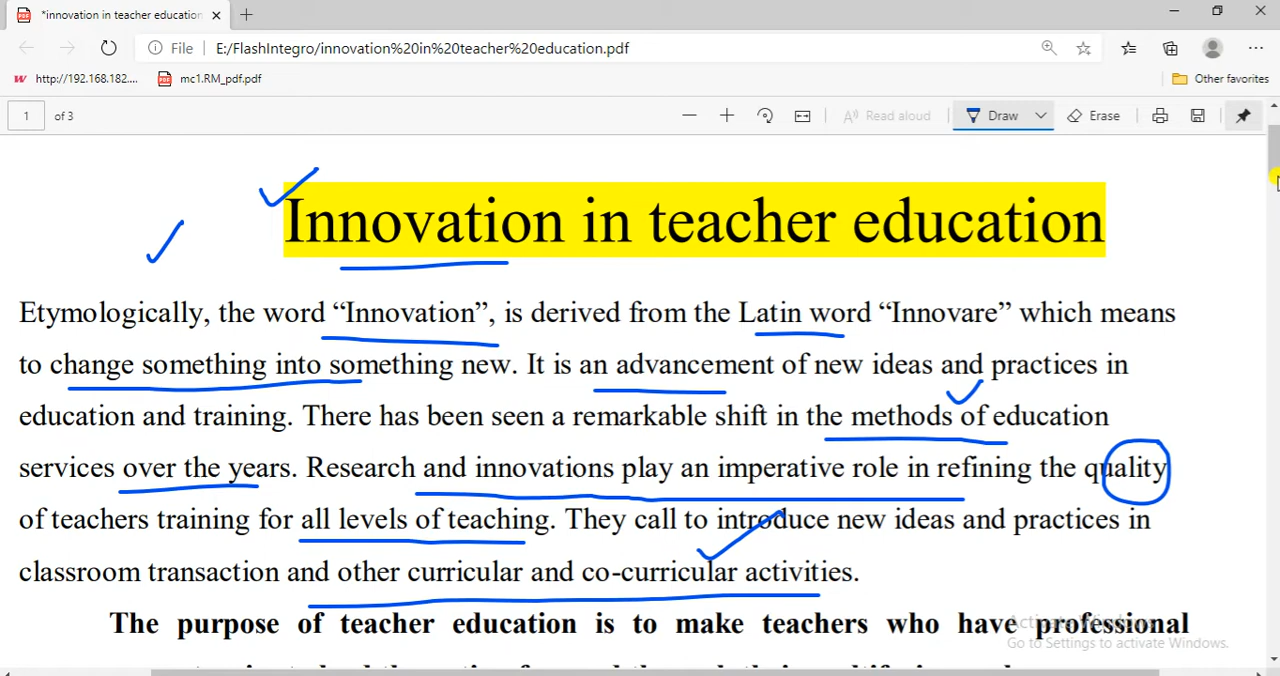 *innovation in teacher education
File E:/FlashIntegro/innovation%20in%20teacher%20education.pdf
http://192.168.182.... mc1.RM_pdf.pdf Other favorites
1 of 3 Read aloud Draw Erase
Innovation in teacher education
Etymologically, the word “Innovation”, is derived from the Latin word “Innovare” which means
to change something into something new. It is an advancement of new ideas and practices in
education and training. There has been seen a remarkable shift in the methods of education
services over the years. Research and innovations play an imperative role in refining the quality
of teachers training for all levels of teaching. They call to introduce new ideas and practices in
classroom transaction and other curricular and co-curricular activities.
The purpose of teacher education is to make teachers who have professional
Activate Windows
Go to Settings to activate Windows.